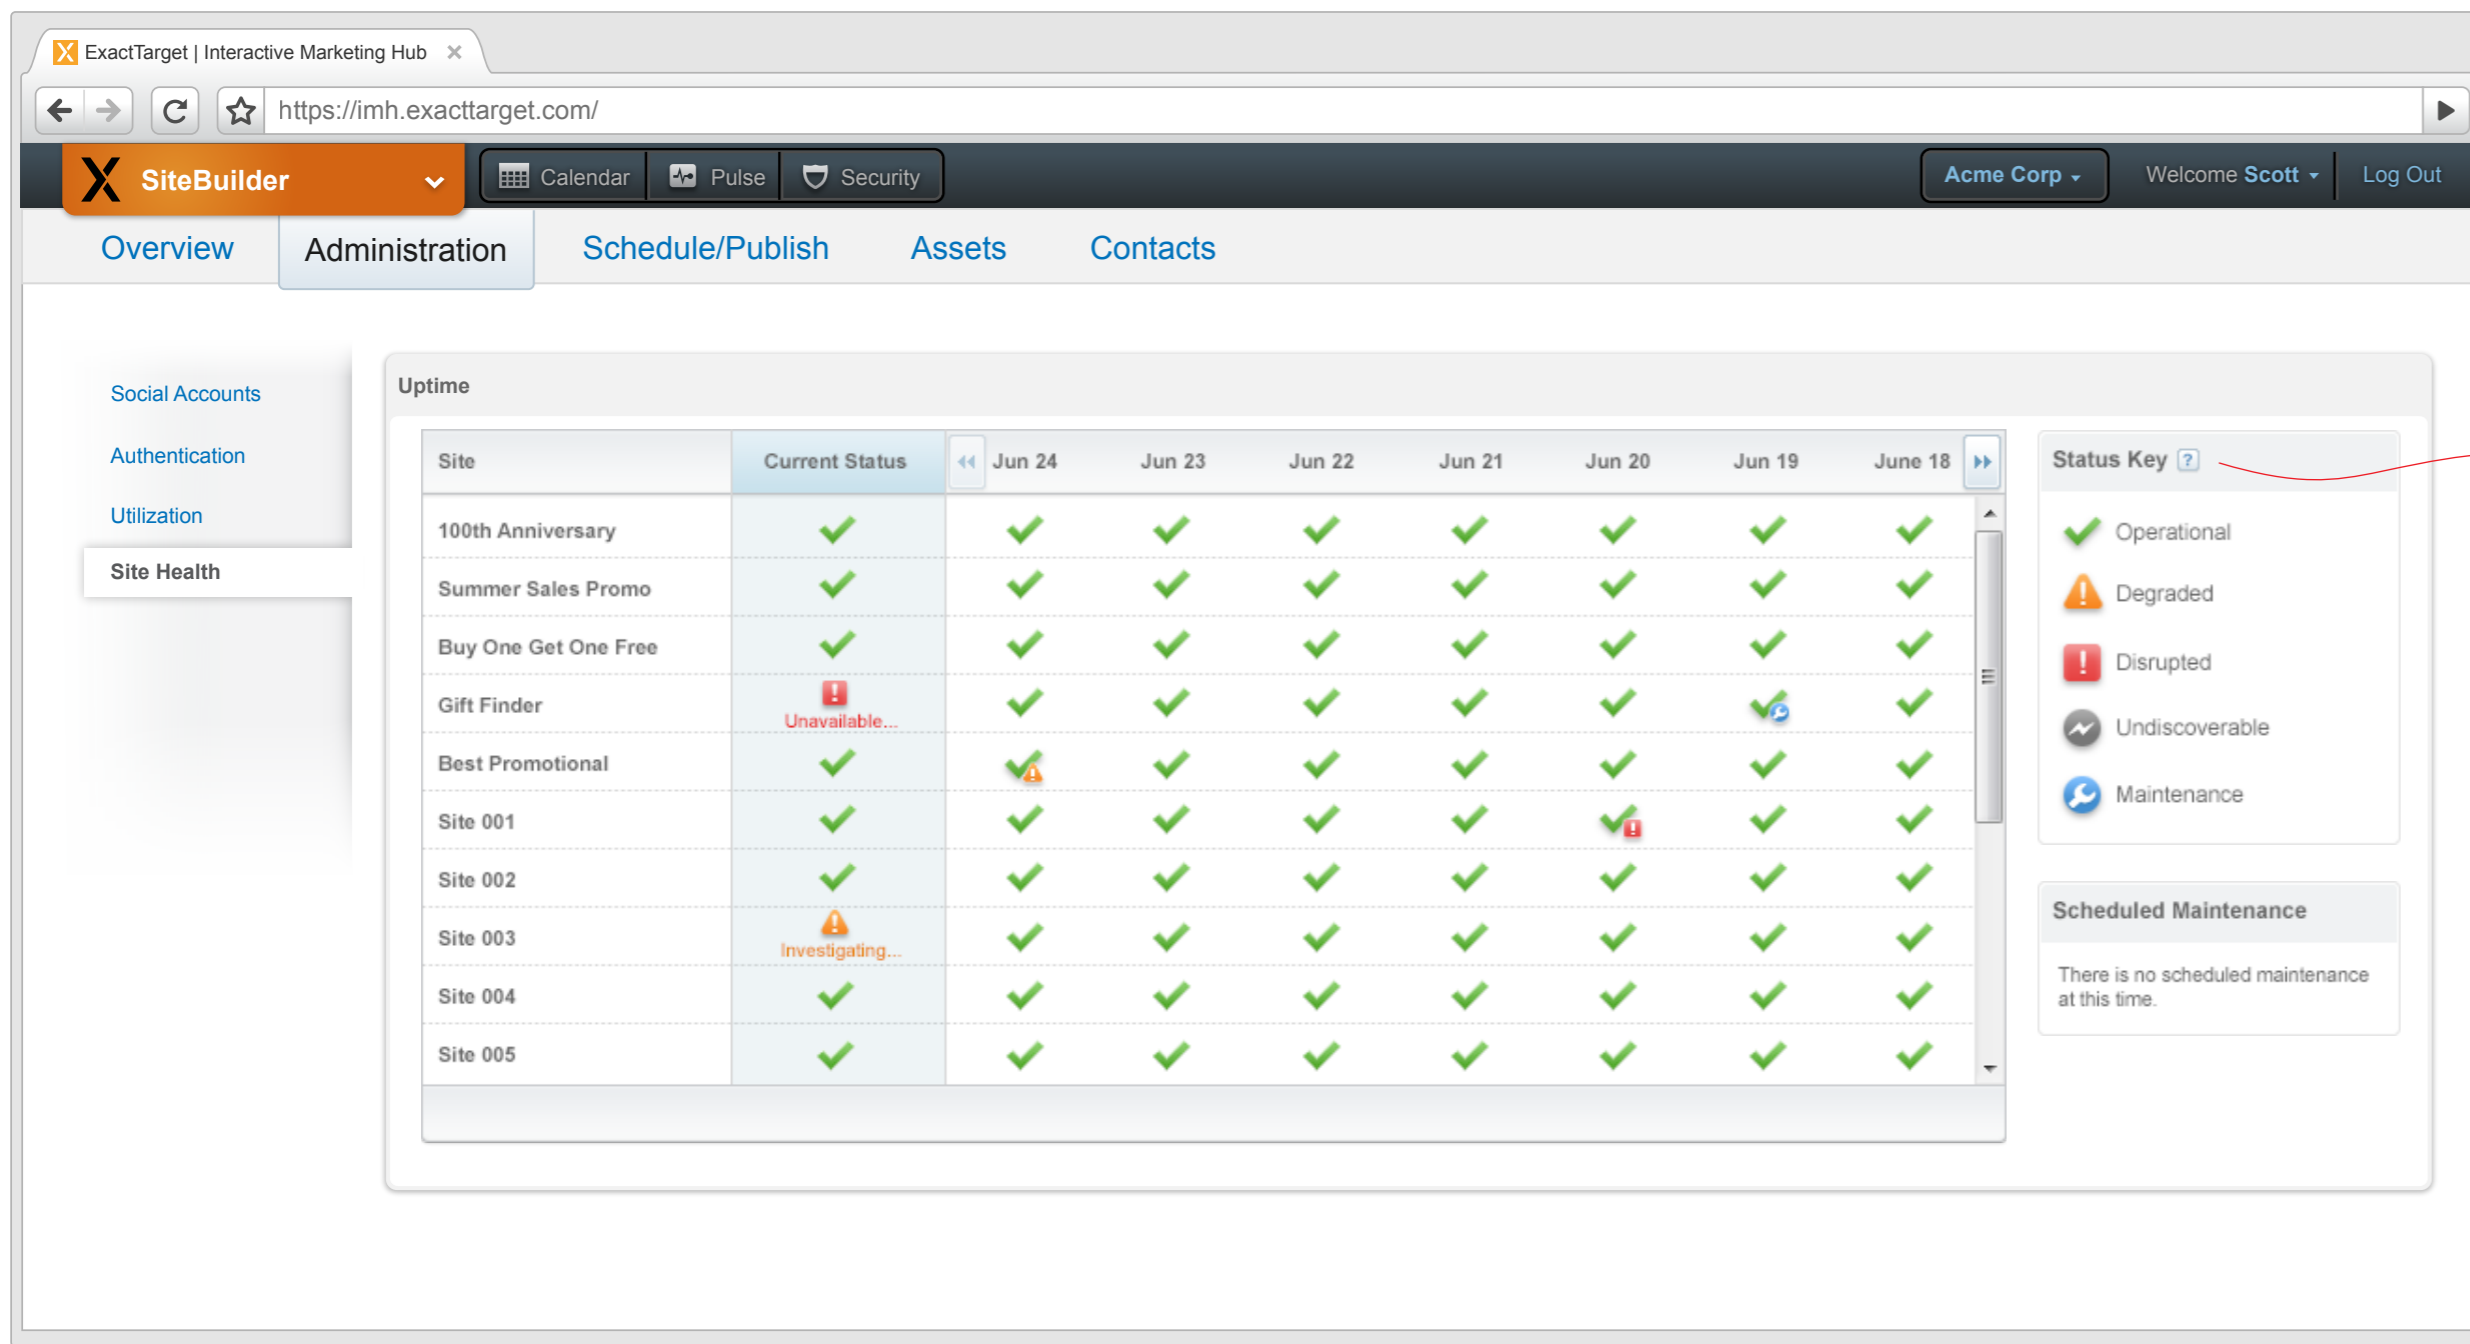 ExactTarget | Interactive Marketing Hub
https://imh.exacttarget.com/
SiteBuilder Calendar Pulse Security Acme Corp Welcome Scott Log Out
Overview Administration Schedule/Publish Assets Contacts
Social Accounts
Authentication
Utilization
Site Health
Uptime
Site Current Status Jun 24 Jun 23 Jun 22 Jun 21 Jun 20 Jun 19 June 18
100th Anniversary
Summer Sales Promo
Buy One Get One Free
Gift Finder
Unavailable...
Best Promotional
Site 001
Site 002
Site 003
Investigating...
Site 004
Site 005
Status Key ?
Operational
Degraded
Disrupted
Undiscoverable
Maintenance
Scheduled Maintenance
There is no scheduled maintenance
at this time.